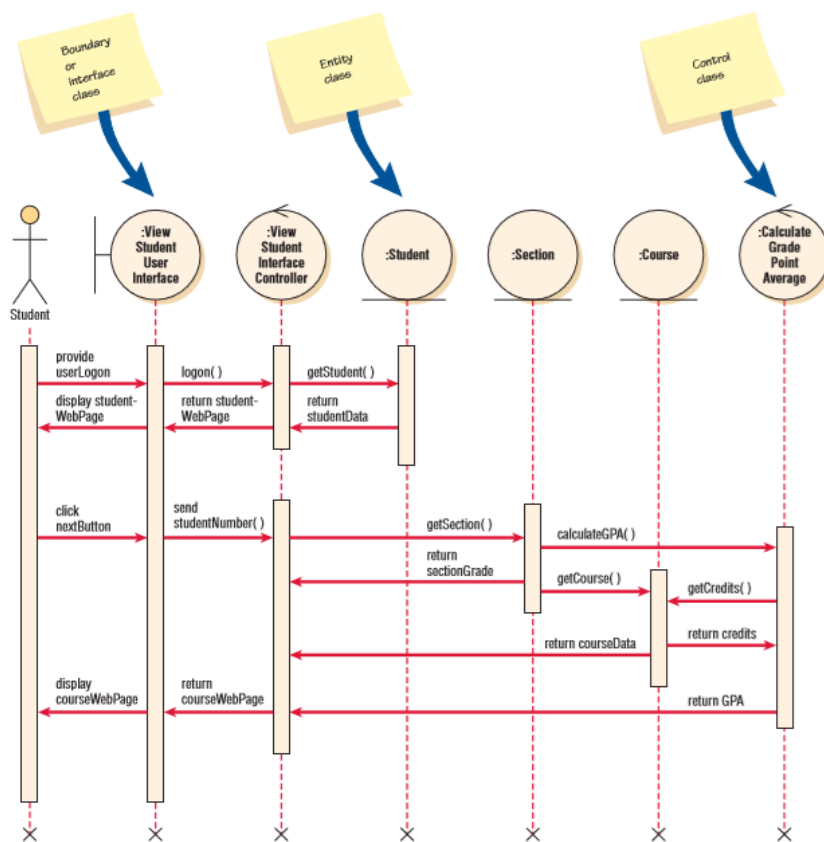 Boundary
or
Interface
class
Entity
class
Control
class
:View
Student
User
Interface
:View
Student
Interface
Controller
:Student
:Section
:Course
:Calculate
Grade
Point
Average
Student
provide
userLogon
logon( )
getStudent( )
display student-
WebPage
return student-
WebPage
return
studentData
click
nextButton
send
studentNumber( )
getSection( )
calculateGPA( )
return
sectionGrade
getCourse( )
getCredits( )
return courseData
return credits
display
courseWebPage
return
courseWebPage
return GPA